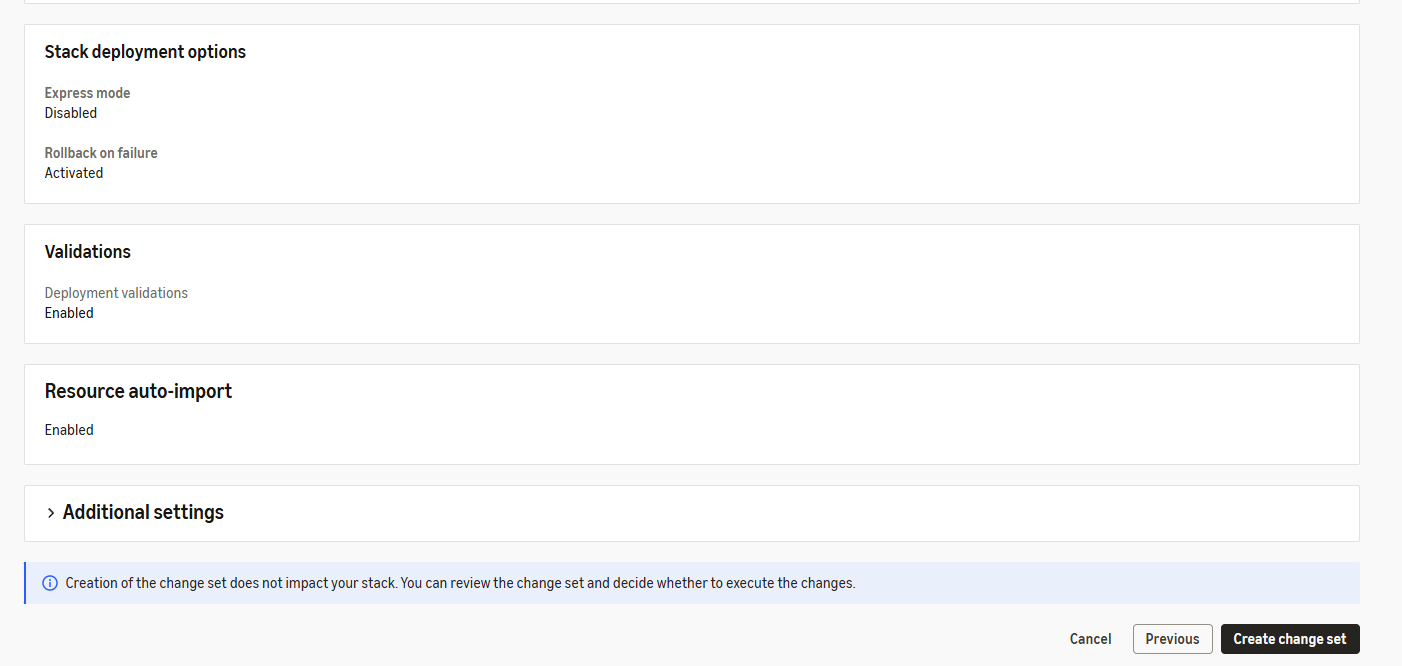 Stack deployment options
Express mode
Disabled
Rollback on failure
Activated
Validations
Deployment validations
Enabled
Resource auto-import
Enabled
Additional settings
Creation of the change set does not impact your stack. You can review the change set and decide whether to execute the changes.
Cancel
Previous
Create change set